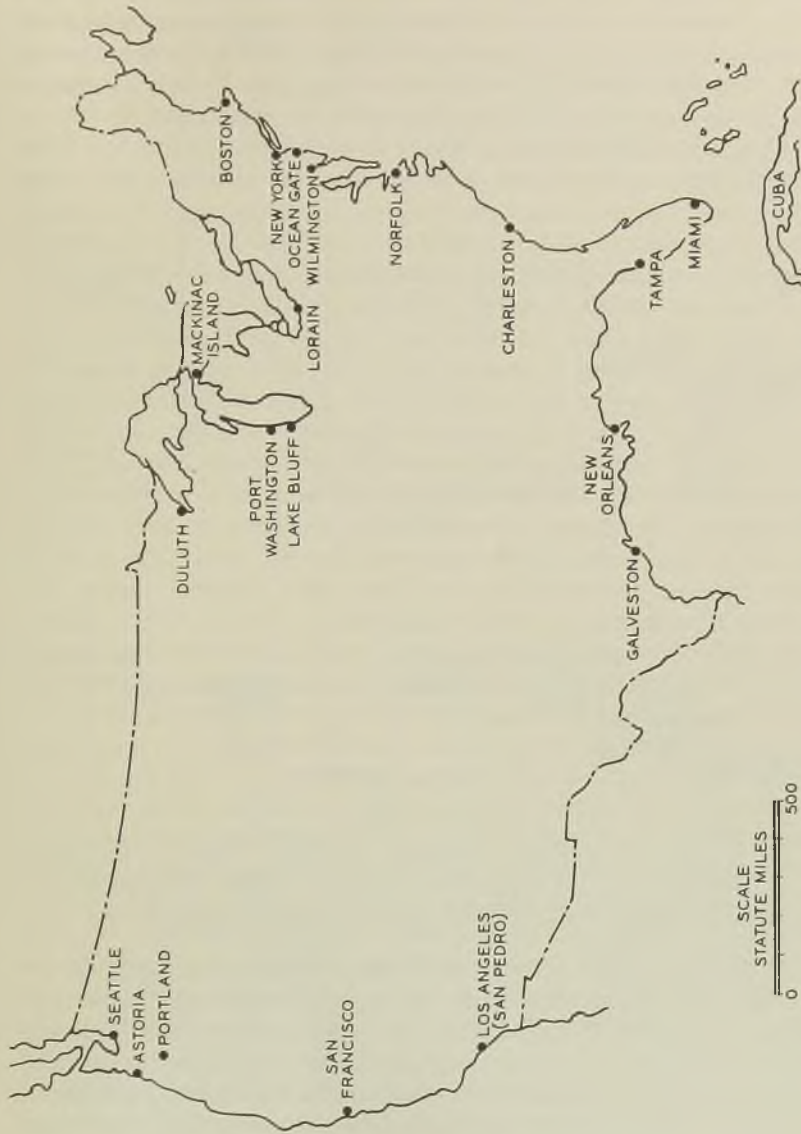 SEATTLE
ASTORIA
PORTLAND
SAN
FRANCISCO
LOS ANGELES
(SAN PEDRO)
DULUTH
MACKINAC
ISLAND
PORT
WASHINGTON
LAKE BLUFF
LORAIN
BOSTON
NEW YORK
OCEAN GATE
WILMINGTON
NORFOLK
CHARLESTON
TAMPA
MIAMI
NEW
ORLEANS
GALVESTON
CUBA
SCALE
STATUTE MILES
0 500